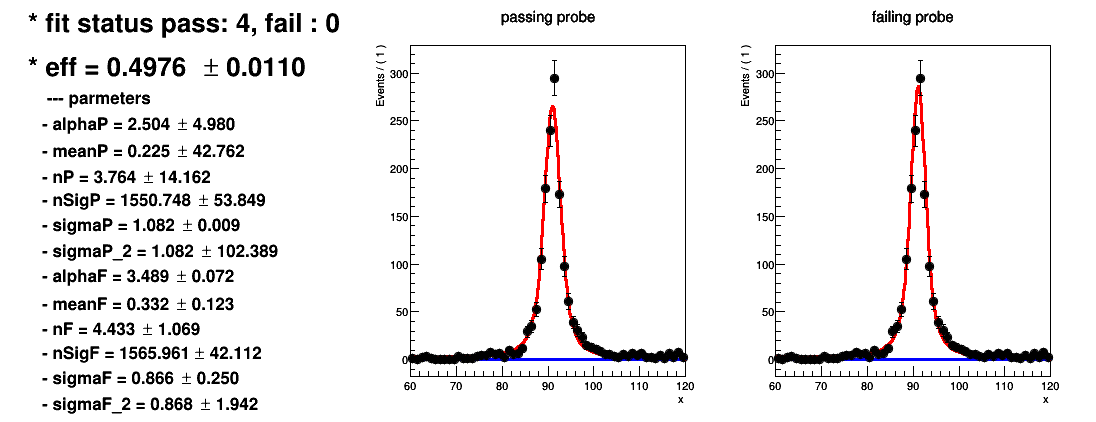 * fit status pass: 4, fail : 0
* eff = 0.4976 ± 0.0110
--- parmeters
- alphaP = 2.504 ± 4.980
- meanP = 0.225 ± 42.762
- nP = 3.764 ± 14.162
- nSigP = 1550.748 ± 53.849
- sigmaP = 1.082 ± 0.009
- sigmaP_2 = 1.082 ± 102.389
- alphaF = 3.489 ± 0.072
- meanF = 0.332 ± 0.123
- nF = 4.433 ± 1.069
- nSigF = 1565.961 ± 42.112
- sigmaF = 0.866 ± 0.250
- sigmaF_2 = 0.868 ± 1.942
passing probe
Events / ( 1 )
300
250
200
150
100
50
0
60 70 80 90 100 110 120
x
failing probe
Events / ( 1 )
300
250
200
150
100
50
0
60 70 80 90 100 110 120
x